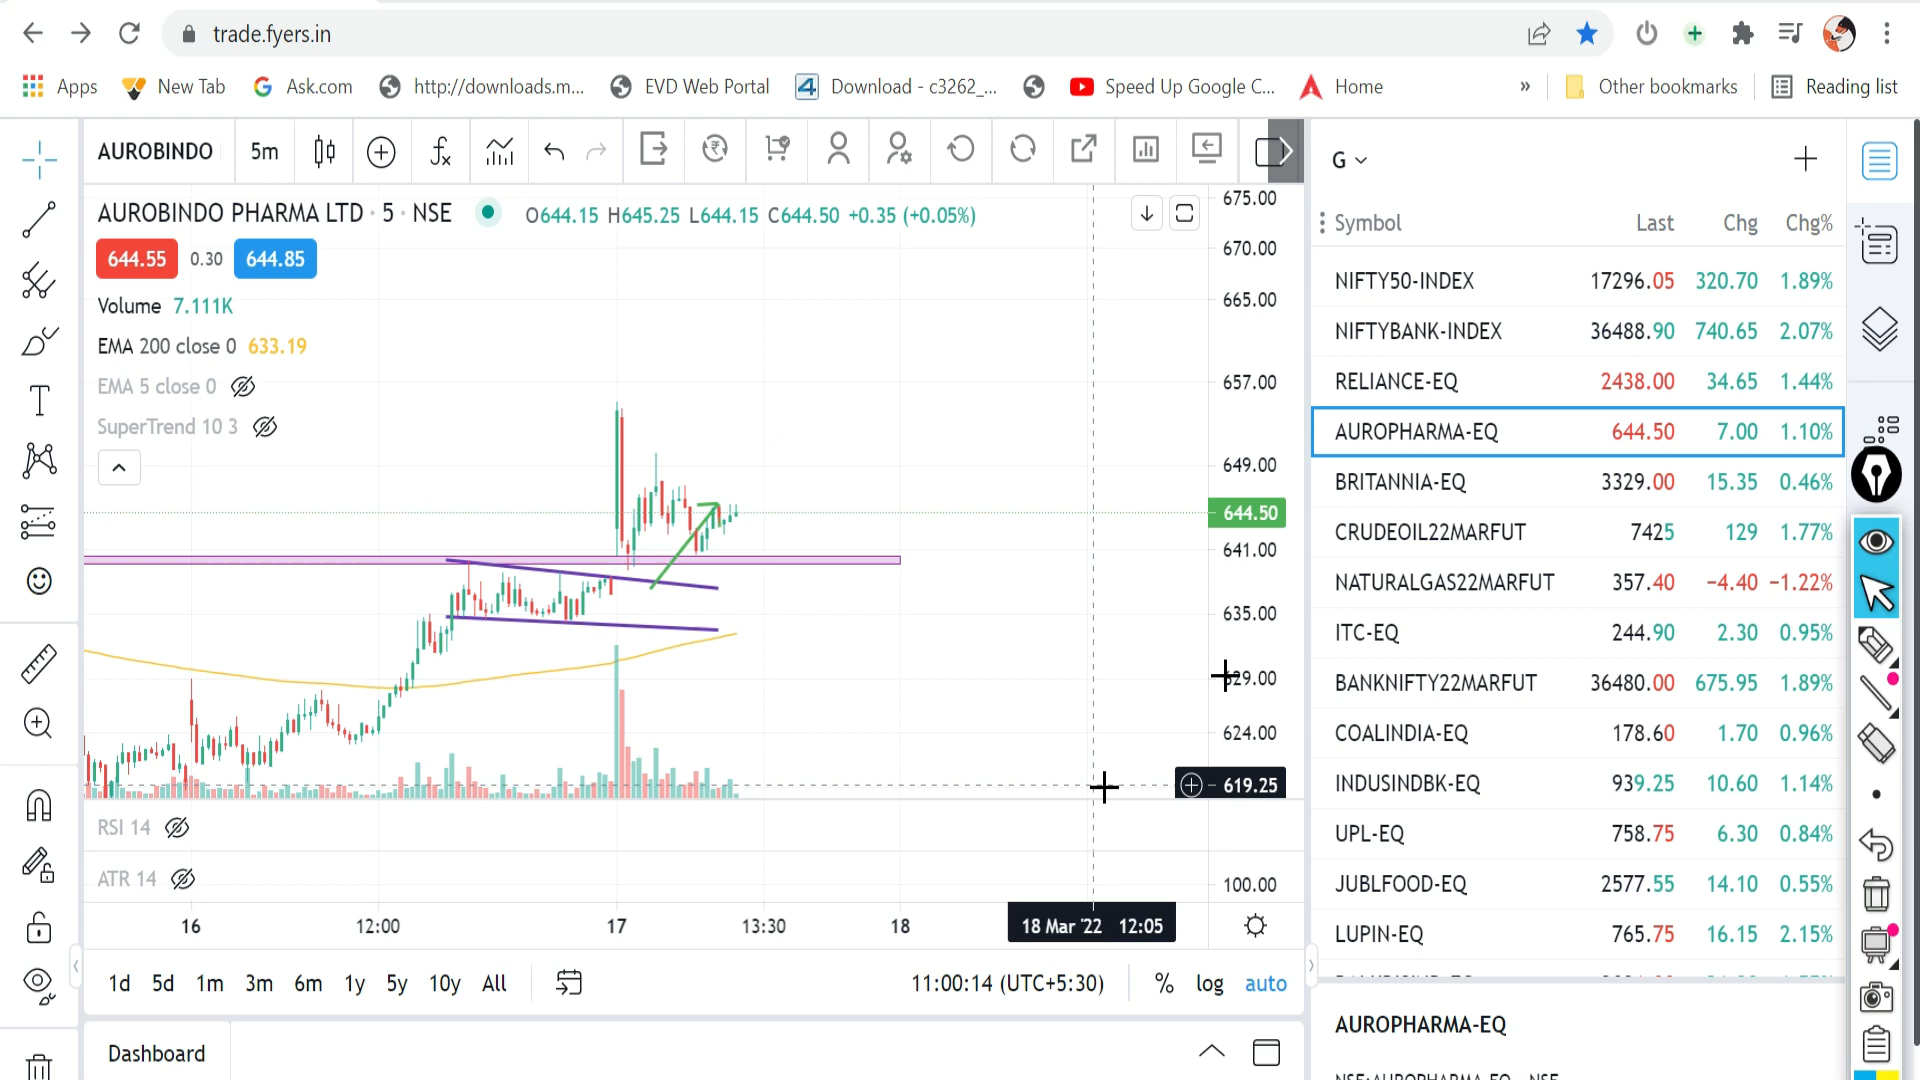 trade.fyers.in
Apps New Tab Ask.com http://downloads.m... EVD Web Portal Download - c3262_... Speed Up Google C... Home » Other bookmarks Reading list
AUROBINDO 5m
G
AUROBINDO PHARMA LTD · 5 · NSE O644.15 H645.25 L644.15 C644.50 +0.35 (+0.05%)
644.55 0.30 644.85
Volume 7.111K
EMA 200 close 0 633.19
EMA 5 close 0
SuperTrend 10 3
675.00
670.00
665.00
657.00
649.00
644.50
641.00
635.00
629.00
624.00
619.25
RSI 14
ATR 14
100.00
16 12:00 17 13:30 18 18 Mar '22 12:05
1d 5d 1m 3m 6m 1y 5y 10y All 11:00:14 (UTC+5:30) % log auto
Dashboard
Symbol Last Chg Chg%
NIFTY50-INDEX 17296.05 320.70 1.89%
NIFTYBANK-INDEX 36488.90 740.65 2.07%
RELIANCE-EQ 2438.00 34.65 1.44%
AUROPHARMA-EQ 644.50 7.00 1.10%
BRITANNIA-EQ 3329.00 15.35 0.46%
CRUDEOIL22MARFUT 7425 129 1.77%
NATURALGAS22MARFUT 357.40 −4.40 −1.22%
ITC-EQ 244.90 2.30 0.95%
BANKNIFTY22MARFUT 36480.00 675.95 1.89%
COALINDIA-EQ 178.60 1.70 0.96%
INDUSINDBK-EQ 939.25 10.60 1.14%
UPL-EQ 758.75 6.30 0.84%
JUBLFOOD-EQ 2577.55 14.10 0.55%
LUPIN-EQ 765.75 16.15 2.15%
AUROPHARMA-EQ